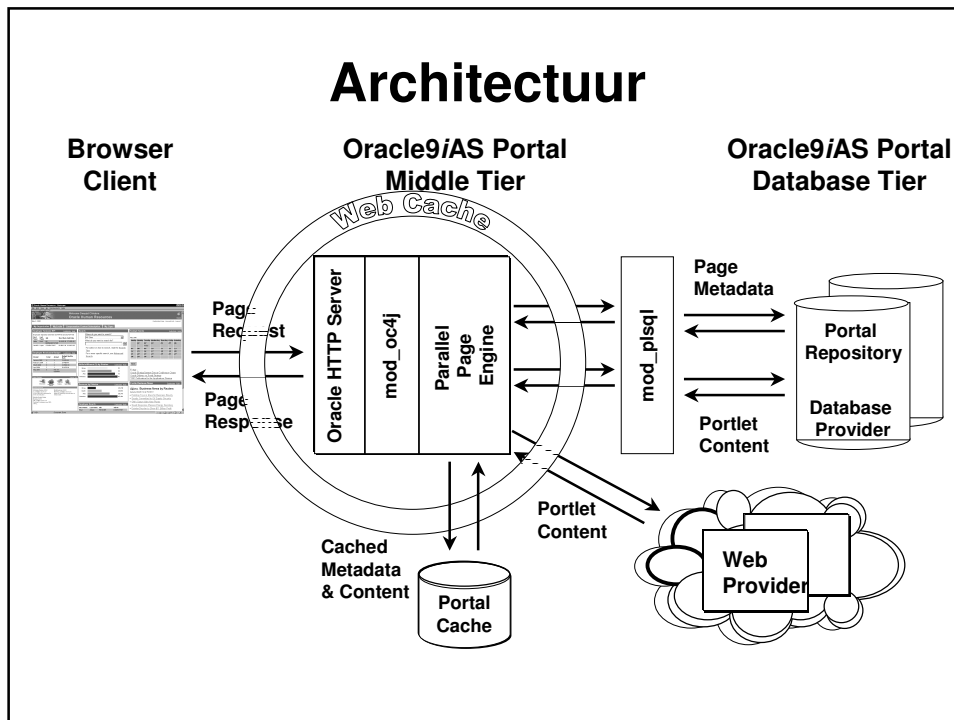 Architectuur
Browser
Client
Oracle9iAS Portal
Middle Tier
Oracle9iAS Portal
Database Tier
Web Cache
Page
Request
Page
Response
Oracle HTTP Server
mod_oc4j
Parallel
Page
Engine
mod_plsql
Page
Metadata
Portal
Repository
Database
Provider
Portlet
Content
Portlet
Content
Cached
Metadata
& Content
Portal
Cache
Web
Provider